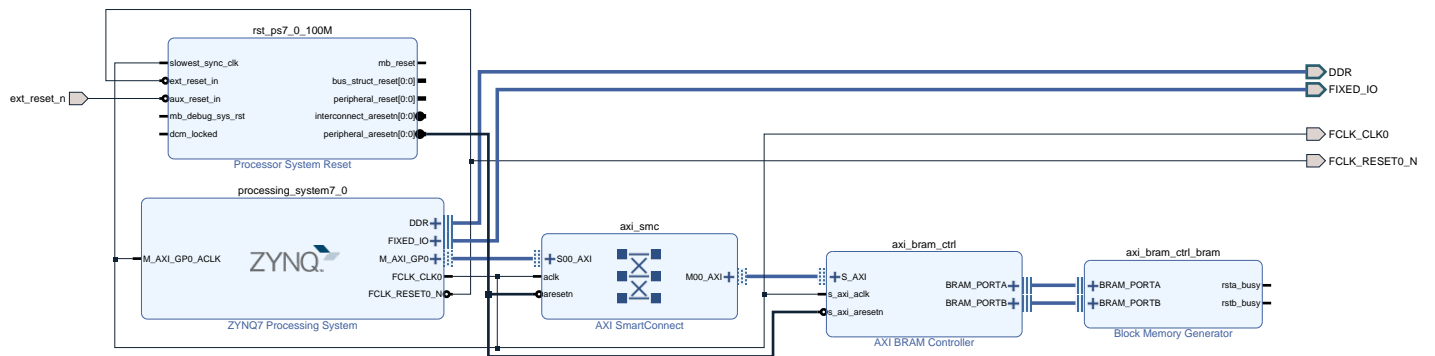 rst_ps7_0_100M
slowest_sync_clk
ext_reset_in
aux_reset_in
mb_debug_sys_rst
dcm_locked
mb_reset
bus_struct_reset[0:0]
peripheral_reset[0:0]
interconnect_aresetn[0:0]
peripheral_aresetn[0:0]
Processor System Reset
ext_reset_n
DDR
FIXED_IO
FCLK_CLK0
FCLK_RESET0_N
processing_system7_0
M_AXI_GP0_ACLK
ZYNQ
DDR
FIXED_IO
M_AXI_GP0
FCLK_CLK0
FCLK_RESET0_N
ZYNQ7 Processing System
axi_smc
S00_AXI
aclk
aresetn
M00_AXI
AXI SmartConnect
axi_bram_ctrl
S_AXI
s_axi_aclk
s_axi_aresetn
BRAM_PORTA
BRAM_PORTB
AXI BRAM Controller
axi_bram_ctrl_bram
BRAM_PORTA
BRAM_PORTB
rsta_busy
rstb_busy
Block Memory Generator